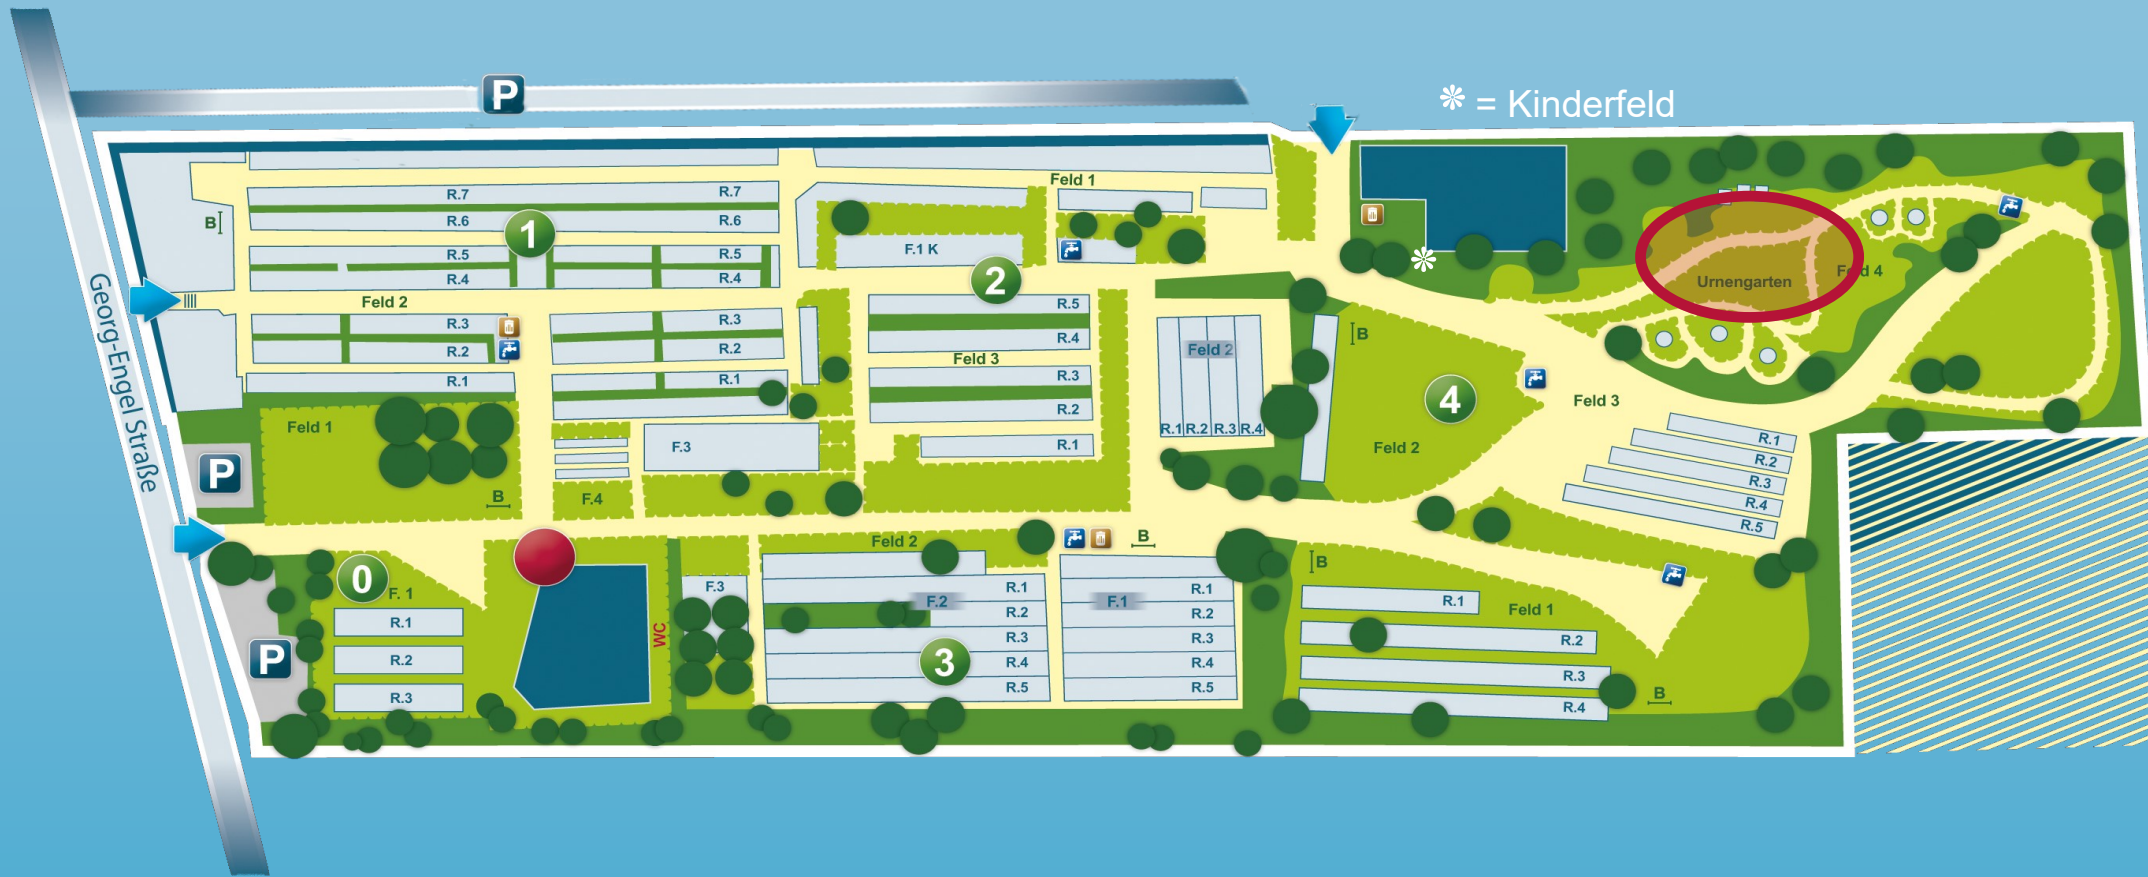 P
❊ = Kinderfeld
Georg-Engel Straße
Feld 1
R.7
R.7
R.6
R.6
B
1
R.5
R.5
R.4
R.4
F.1 K
2
Feld 2
R.3
R.3
R.2
R.2
R.1
R.1
R.5
R.4
Feld 3
R.3
R.2
R.1
Feld 2
R.1
R.2
R.3
R.4
Urnengarten
Feld 4
B
4
Feld 2
Feld 3
R.1
R.2
R.3
R.4
R.5
Feld 1
P
B
F.3
F.4
0
F. 1
R.1
R.2
R.3
P
WC
F.3
Feld 2
F.2
R.1
R.2
R.3
R.4
R.5
3
B
F.1
R.1
R.2
R.3
R.4
R.5
B
Feld 1
R.1
R.2
R.3
R.4
B